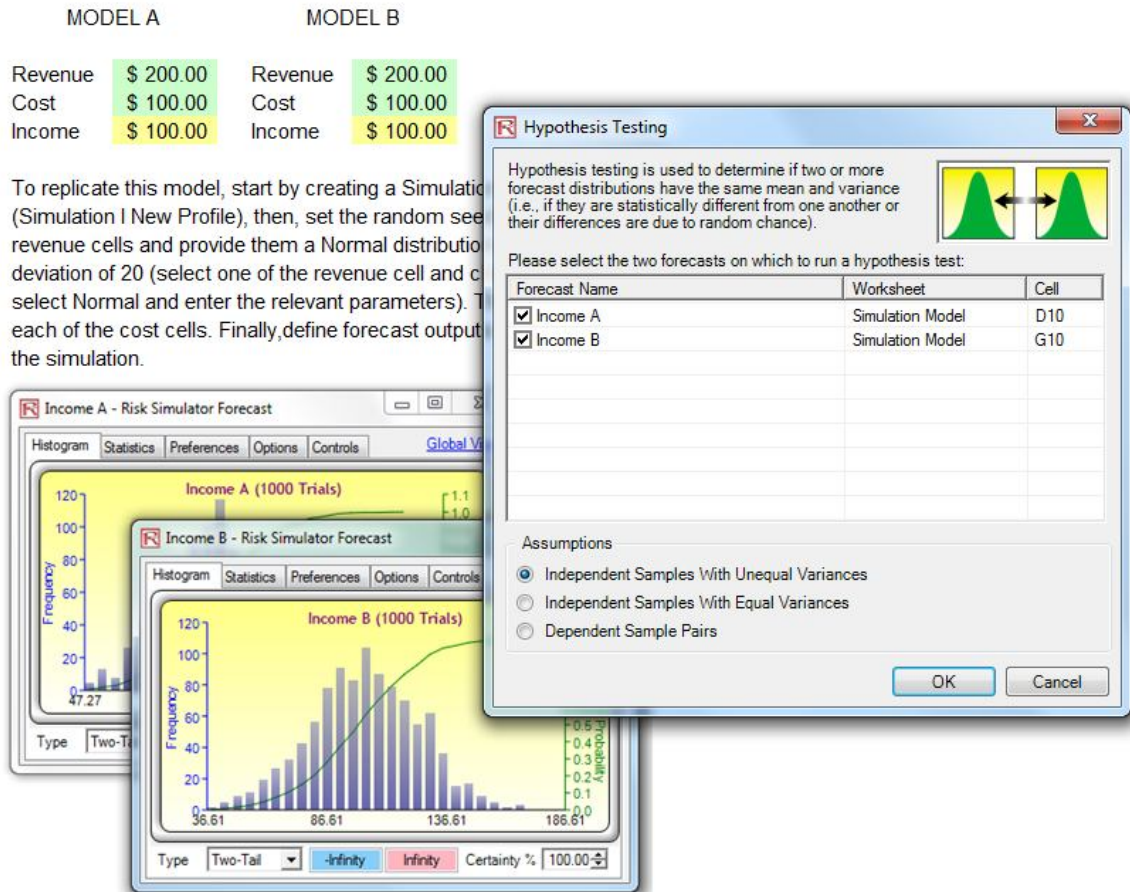 MODEL A MODEL B
Revenue $ 200.00 Revenue $ 200.00
Cost $ 100.00 Cost $ 100.00
Income $ 100.00 Income $ 100.00
To replicate this model, start by creating a Simulatio
(Simulation I New Profile), then, set the random see
revenue cells and provide them a Normal distributio
deviation of 20 (select one of the revenue cell and c
select Normal and enter the relevant parameters). T
each of the cost cells. Finally,define forecast output
the simulation.
Hypothesis Testing
Hypothesis testing is used to determine if two or more
forecast distributions have the same mean and variance
(i.e., if they are statistically different from one another or
their differences are due to random chance).
Please select the two forecasts on which to run a hypothesis test:
Forecast Name Worksheet Cell
Income A Simulation Model D10
Income B Simulation Model G10
Assumptions
Independent Samples With Unequal Variances
Independent Samples With Equal Variances
Dependent Sample Pairs
OK Cancel
Income A - Risk Simulator Forecast
Histogram Statistics Preferences Options Controls Global Vi
Income A (1000 Trials)
Frequency
120
100
80
60
40
20
0
1.1
1.0
47.27
Type Two-Ta
Income B - Risk Simulator Forecast
Histogram Statistics Preferences Options Controls
Income B (1000 Trials)
Frequency
120
100
80
60
40
20
0
0.5
0.4
0.3
0.2
0.1
0.0
Probability
36.61 86.61 136.61 186.61
Type Two-Tail -Infinity Infinity Certainty % 100.00